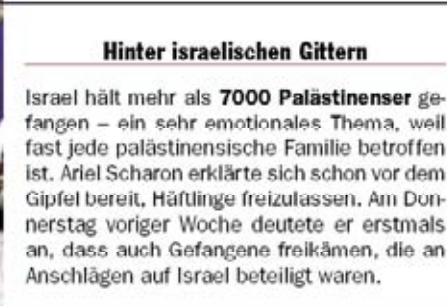 Hinter israelischen Gittern
Israel hält mehr als 7000 Palästinenser ge-
fangen – ein sehr emotionales Thema, weil
fast jede palästinensische Familie betroffen
ist. Ariel Scharon erklärte sich schon vor dem
Gipfel bereit, Häftlinge freizulassen. Am Don-
nerstag voriger Woche deutete er erstmals
an, dass auch Gefangene freikämen, die an
Anschlägen auf Israel beteiligt waren.